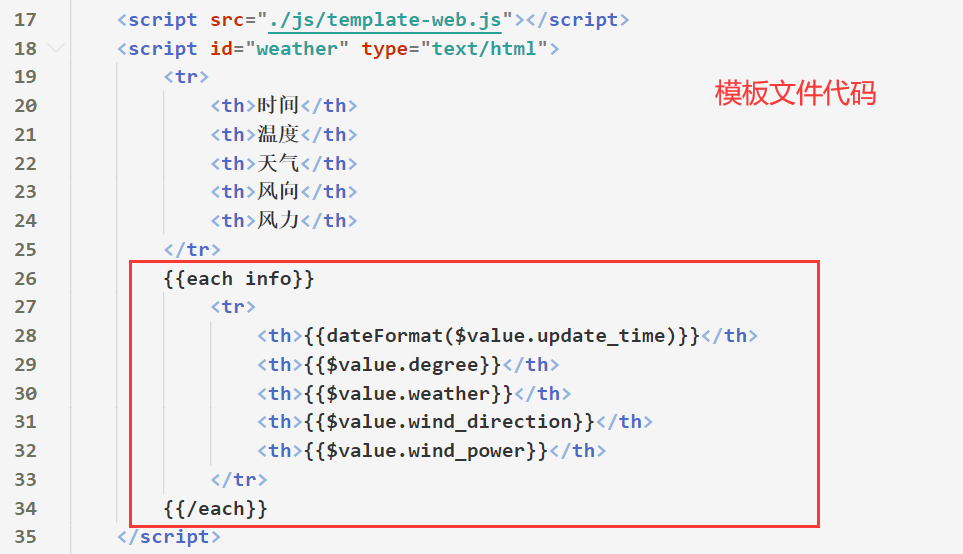 17 <script src="./js/template-web.js"></script>
18 <script id="weather" type="text/html">
19 <tr>
模板文件代码
20 <th>时间</th>
21 <th>温度</th>
22 <th>天气</th>
23 <th>风向</th>
24 <th>风力</th>
25 </tr>
26 {{each info}}
27 <tr>
28 <th>{{dateFormat($value.update_time)}}</th>
29 <th>{{$value.degree}}</th>
30 <th>{{$value.weather}}</th>
31 <th>{{$value.wind_direction}}</th>
32 <th>{{$value.wind_power}}</th>
33 </tr>
34 {{/each}}
35 </script>